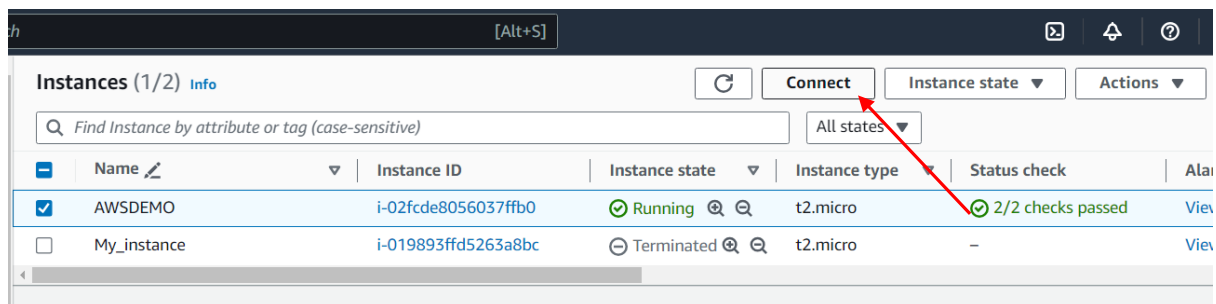 ch [Alt+S]
Instances (1/2) Info Connect Instance state Actions
Find Instance by attribute or tag (case-sensitive) All states
Name Instance ID Instance state Instance type Status check Alar
AWSDEMO i-02fcde8056037ffb0 Running t2.micro 2/2 checks passed View
My_instance i-019893ffd5263a8bc Terminated t2.micro – View